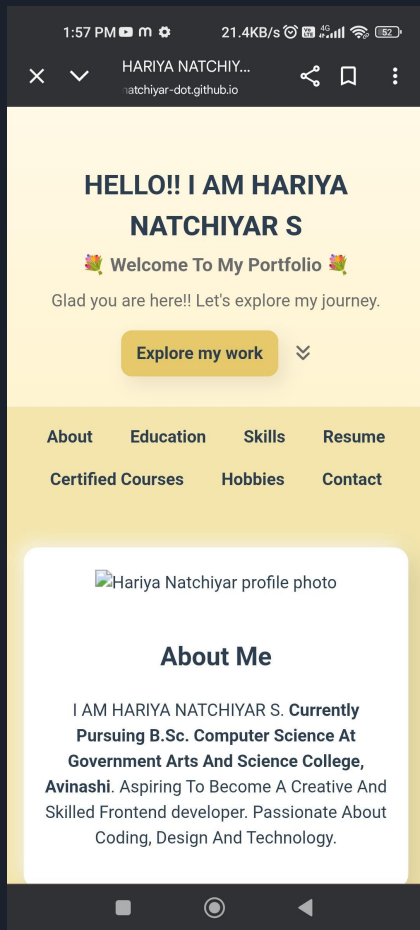 1:57 PM 21.4KB/s 4G 52
HARIYA NATCHIY...
natchiyar-dot.github.io
HELLO!! I AM HARIYA
NATCHIYAR S
💐 Welcome To My Portfolio 💐
Glad you are here!! Let's explore my journey.
Explore my work
About Education Skills Resume
Certified Courses Hobbies Contact
Hariya Natchiyar profile photo
About Me
I AM HARIYA NATCHIYAR S. Currently
Pursuing B.Sc. Computer Science At
Government Arts And Science College,
Avinashi. Aspiring To Become A Creative And
Skilled Frontend developer. Passionate About
Coding, Design And Technology.